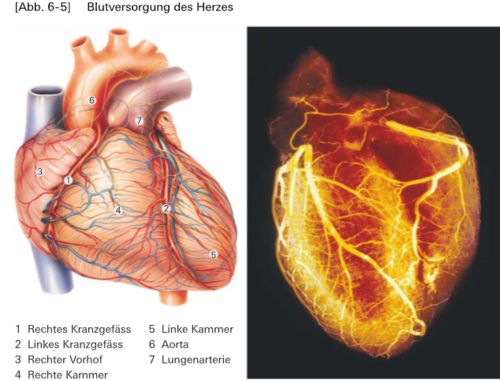 [Abb. 6-5] Blutversorgung des Herzes
6
7
3
1
4
2
5
1 Rechtes Kranzgefäss
2 Linkes Kranzgefäss
3 Rechter Vorhof
4 Rechte Kammer
5 Linke Kammer
6 Aorta
7 Lungenarterie